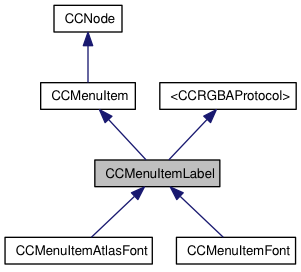 CCNode
CCMenuItem
<CCRGBAProtocol>
CCMenuItemLabel
CCMenuItemAtlasFont
CCMenuItemFont